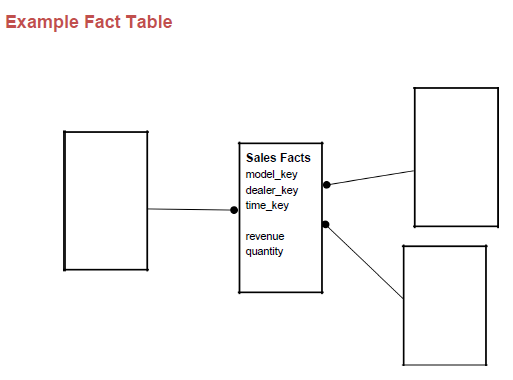 Example Fact Table
Sales Facts
model_key
dealer_key
time_key
revenue
quantity